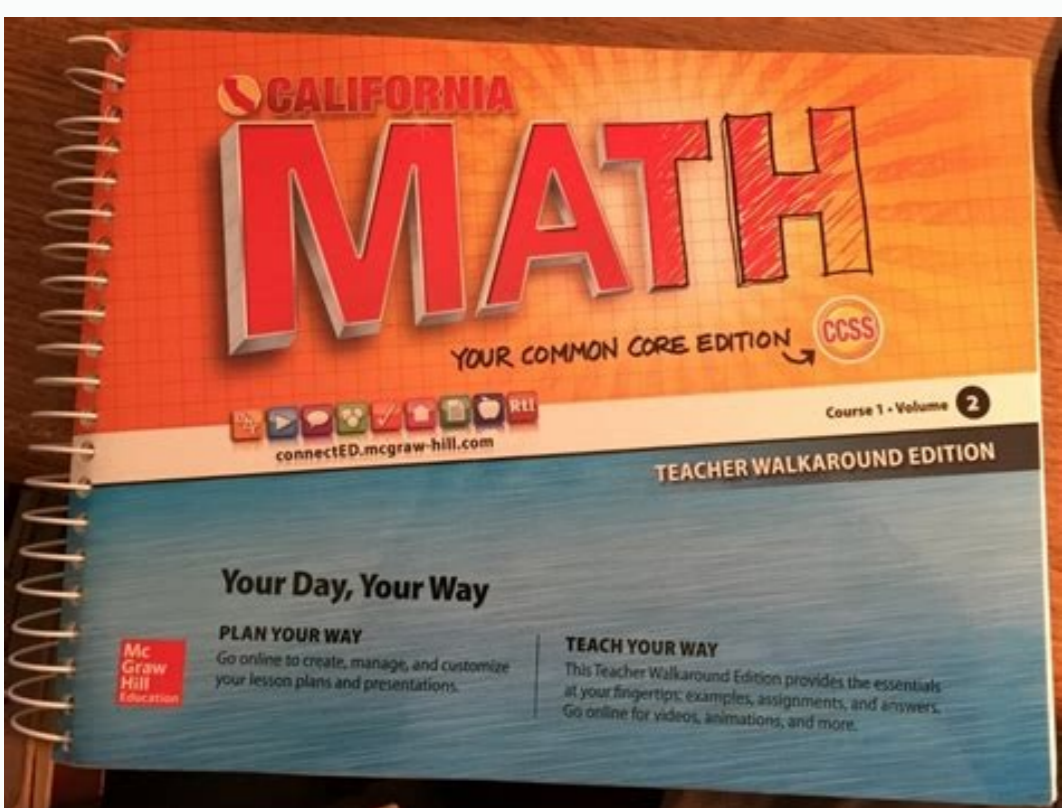 CALIFORNIA
MATH
YOUR COMMON CORE EDITION
CCSS
RtI
connectED.mcgraw-hill.com
Course 1 • Volume 2
TEACHER WALKAROUND EDITION
Your Day, Your Way
PLAN YOUR WAY
Go online to create, manage, and customize
your lesson plans and presentations.
TEACH YOUR WAY
This Teacher Walkaround Edition provides the essentials
at your fingertips: examples, assignments, and answers.
Go online for videos, animations, and more.
Mc
Graw
Hill
Education